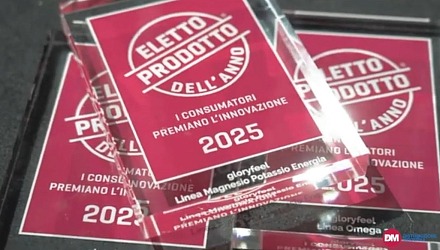 ELETTO
PRODOTTO
DELL'ANNO
I CONSUMATORI
PREMIANO L'INNOVAZIONE
2025
gloryfeel
Linea Magnesio Potassio Energia
ELETTO
PRODOTTO
DELL'ANNO
I CONSUMATORI
PREMIANO L'INNOVAZIONE
2025
ELETTO
PRODOTTO
DELL'ANNO
I CONSUMATORI
PREMIANO L'INNOVAZIONE
2025
gloryfeel
Linea Omega
DM